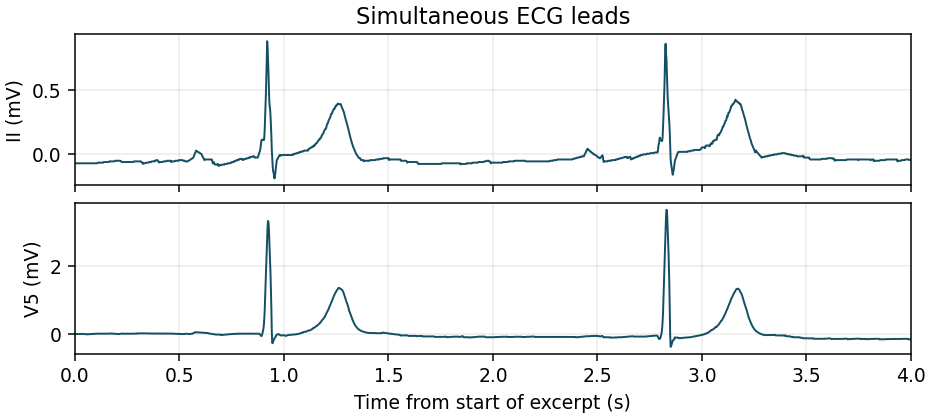 Simultaneous ECG leads
II (mV)
0.5
0.0
V5 (mV)
2
0
0.0 0.5 1.0 1.5 2.0 2.5 3.0 3.5 4.0
Time from start of excerpt (s)